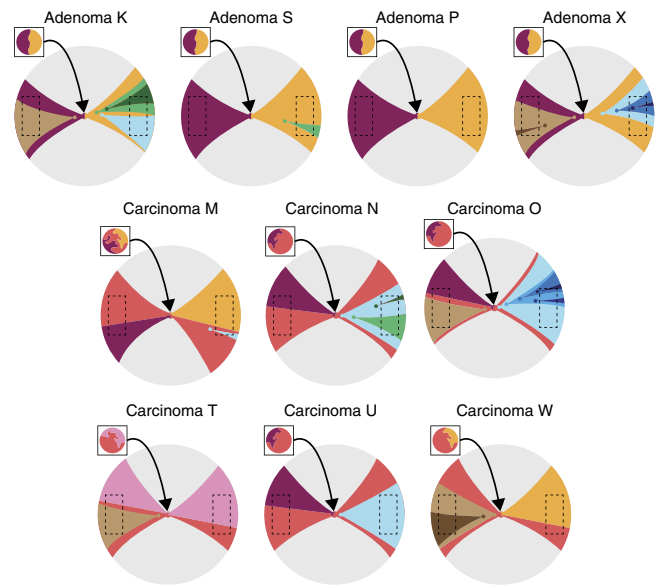 Adenoma K
Adenoma S
Adenoma P
Adenoma X
Carcinoma M
Carcinoma N
Carcinoma O
Carcinoma T
Carcinoma U
Carcinoma W